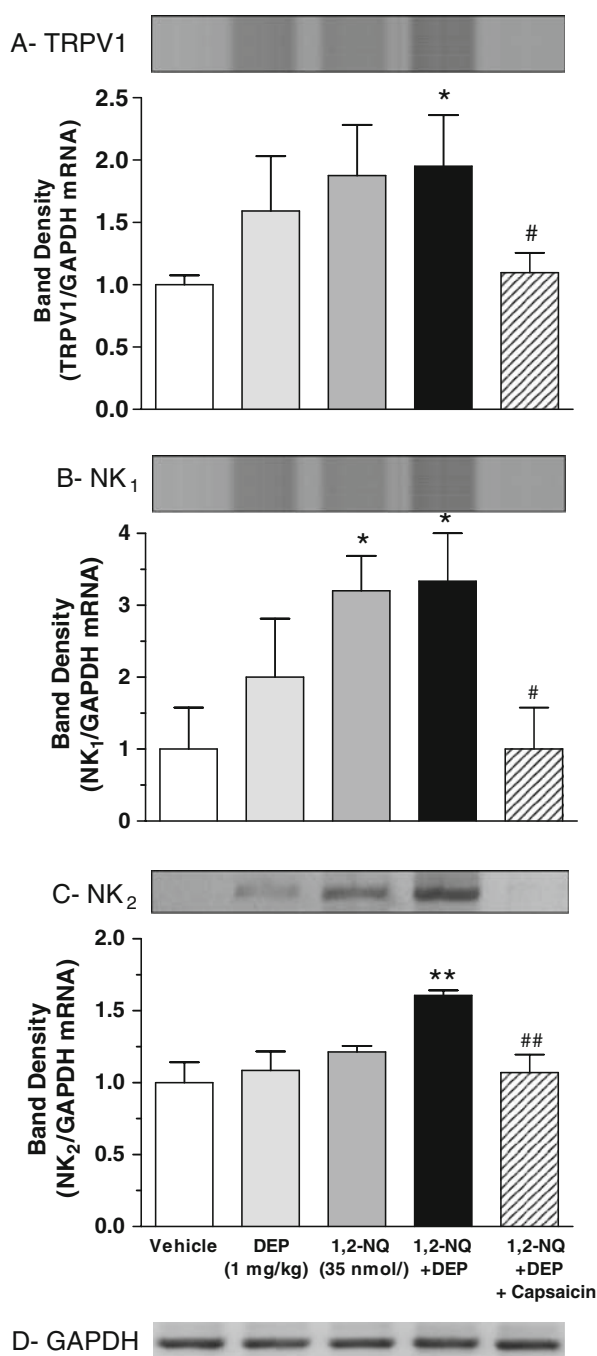 A- TRPV1
Band Density
(TRPV1/GAPDH mRNA)
2.5
2.0
1.5
1.0
0.5
0.0
*
#
B- NK1
Band Density
(NK1/GAPDH mRNA)
4
3
2
1
0
*
*
#
C- NK2
Band Density
(NK2/GAPDH mRNA)
2.0
1.5
1.0
0.5
0.0
**
##
Vehicle
DEP
(1 mg/kg)
1,2-NQ
(35 nmol/)
1,2-NQ
+DEP
1,2-NQ
+DEP
+ Capsaicin
D- GAPDH